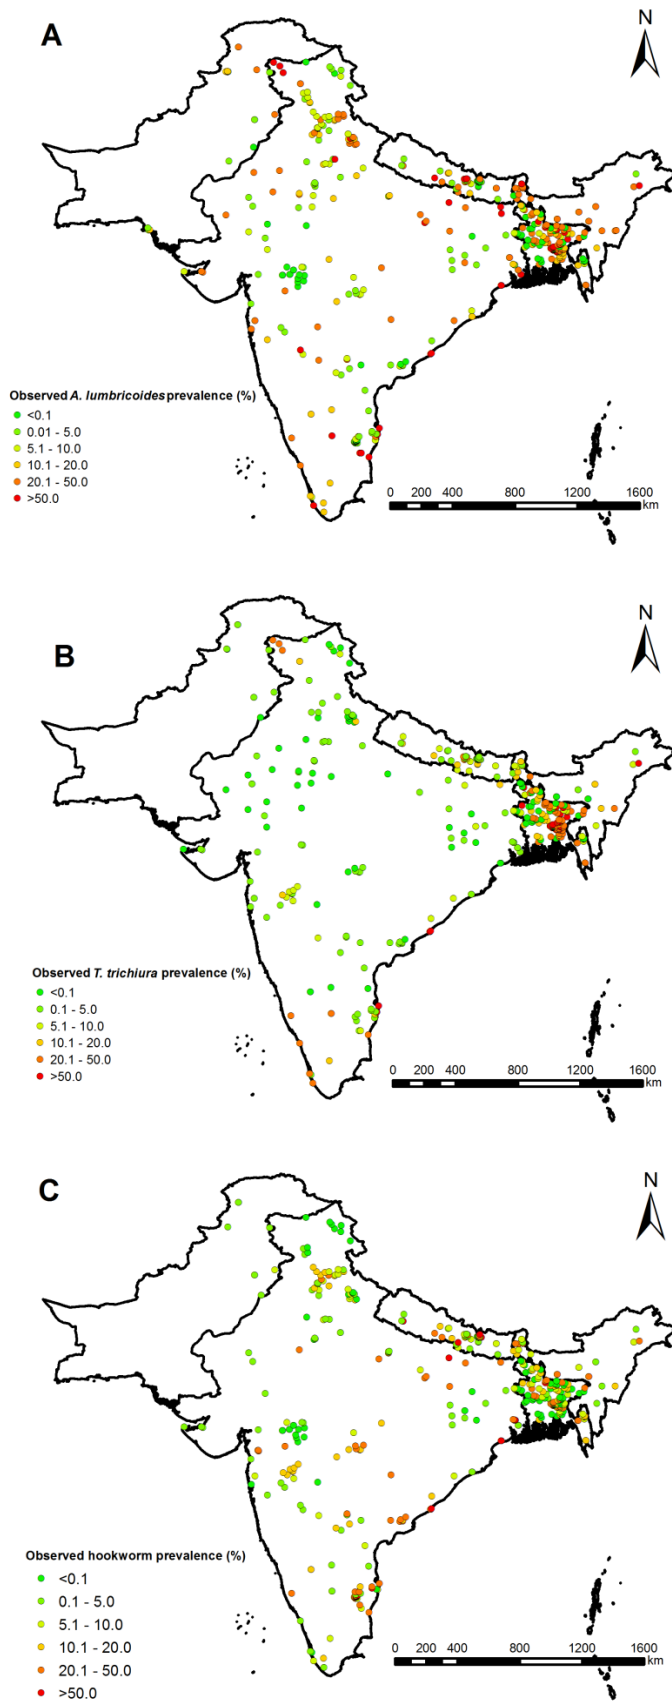 A
N
Observed A. lumbricoides prevalence (%)
<0.1
0.01 - 5.0
5.1 - 10.0
10.1 - 20.0
20.1 - 50.0
>50.0
0 200 400 800 1200 1600
km
B
N
Observed T. trichiura prevalence (%)
<0.1
0.1 - 5.0
5.1 - 10.0
10.1 - 20.0
20.1 - 50.0
>50.0
0 200 400 800 1200 1600
km
C
N
Observed hookworm prevalence (%)
<0.1
0.1 - 5.0
5.1 - 10.0
10.1 - 20.0
20.1 - 50.0
>50.0
0 200 400 800 1200 1600
km